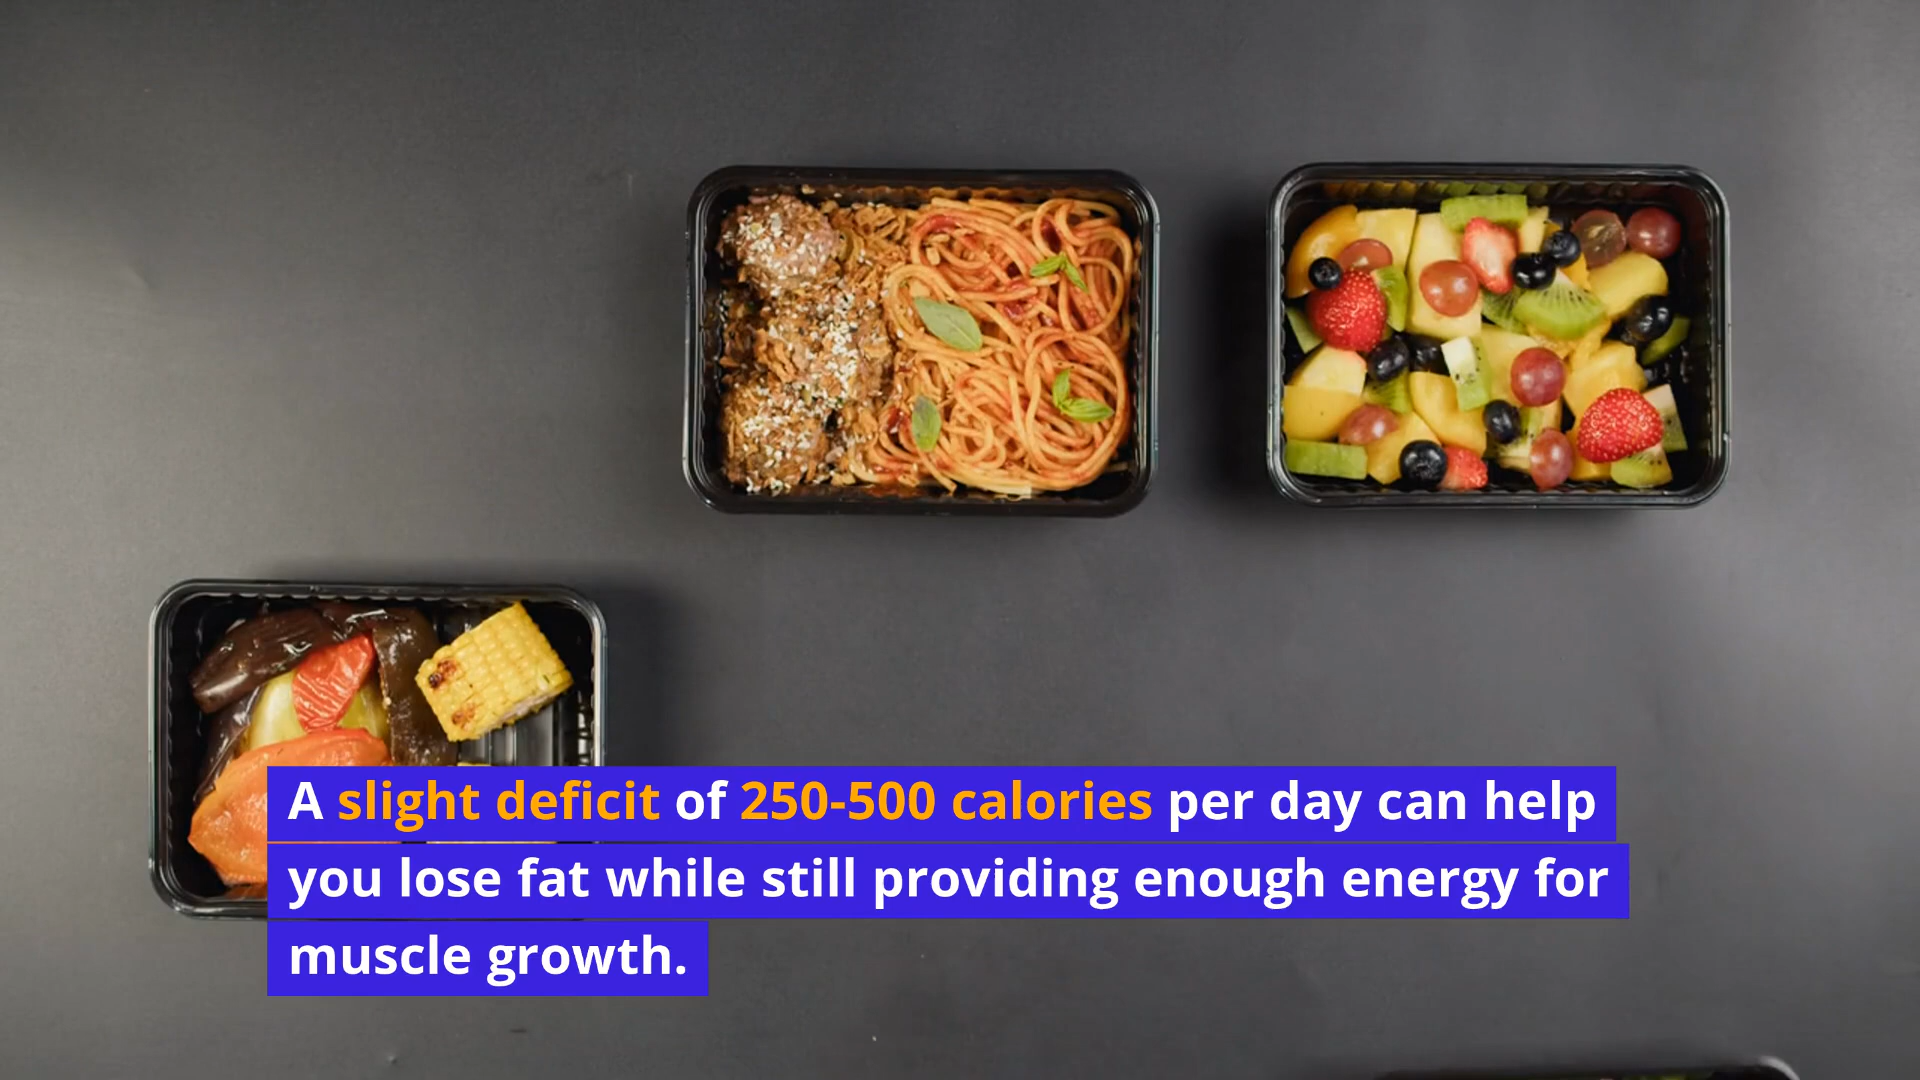 A slight deficit of 250-500 calories per day can help
you lose fat while still providing enough energy for
muscle growth.